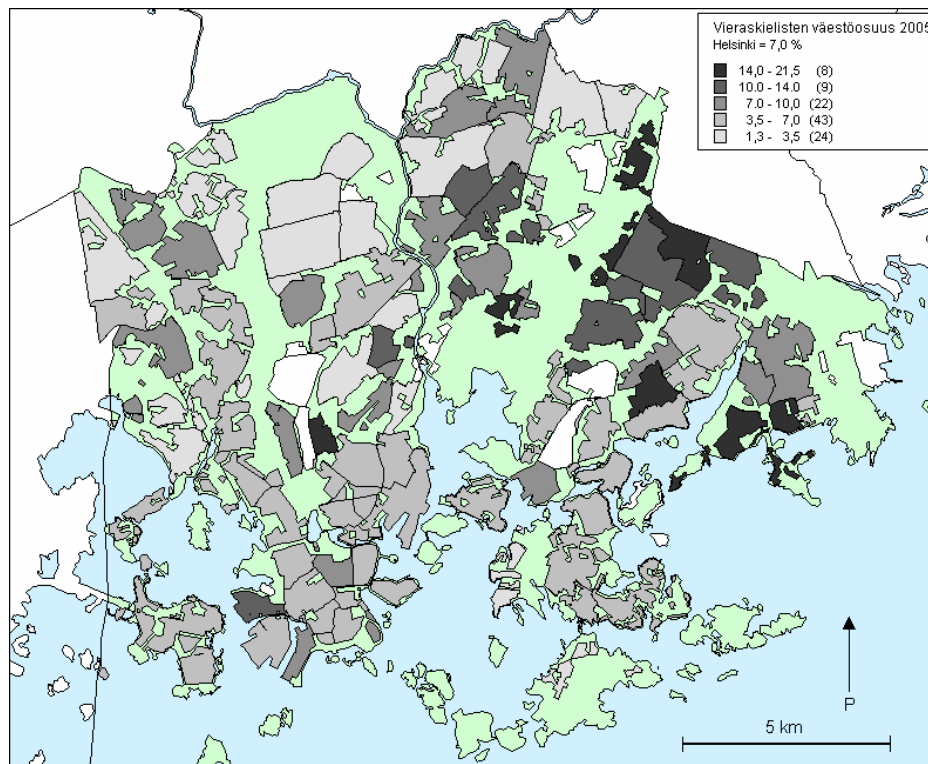 Vieraskielisten väestöosuus 2005
Helsinki = 7,0 %
14,0 - 21,5 (8)
10.0 - 14.0 (9)
7.0 - 10,0 (22)
3,5 - 7,0 (43)
1,3 - 3,5 (24)
P
5 km